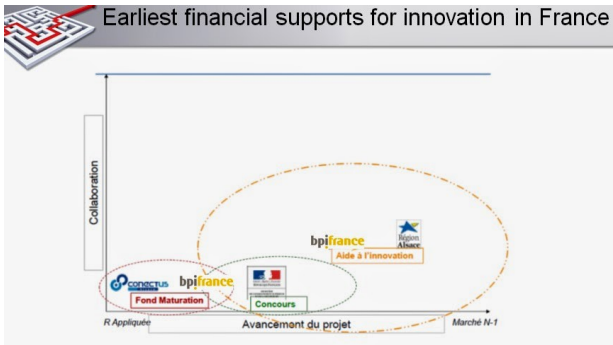 Earliest financial supports for innovation in France
Collaboration
bpifrance
Région
Alsace
Aide à l'innovation
conectus
bpifrance
Fond Maturation
Concours
R Appliquée
Avancement du projet
Marché N-1